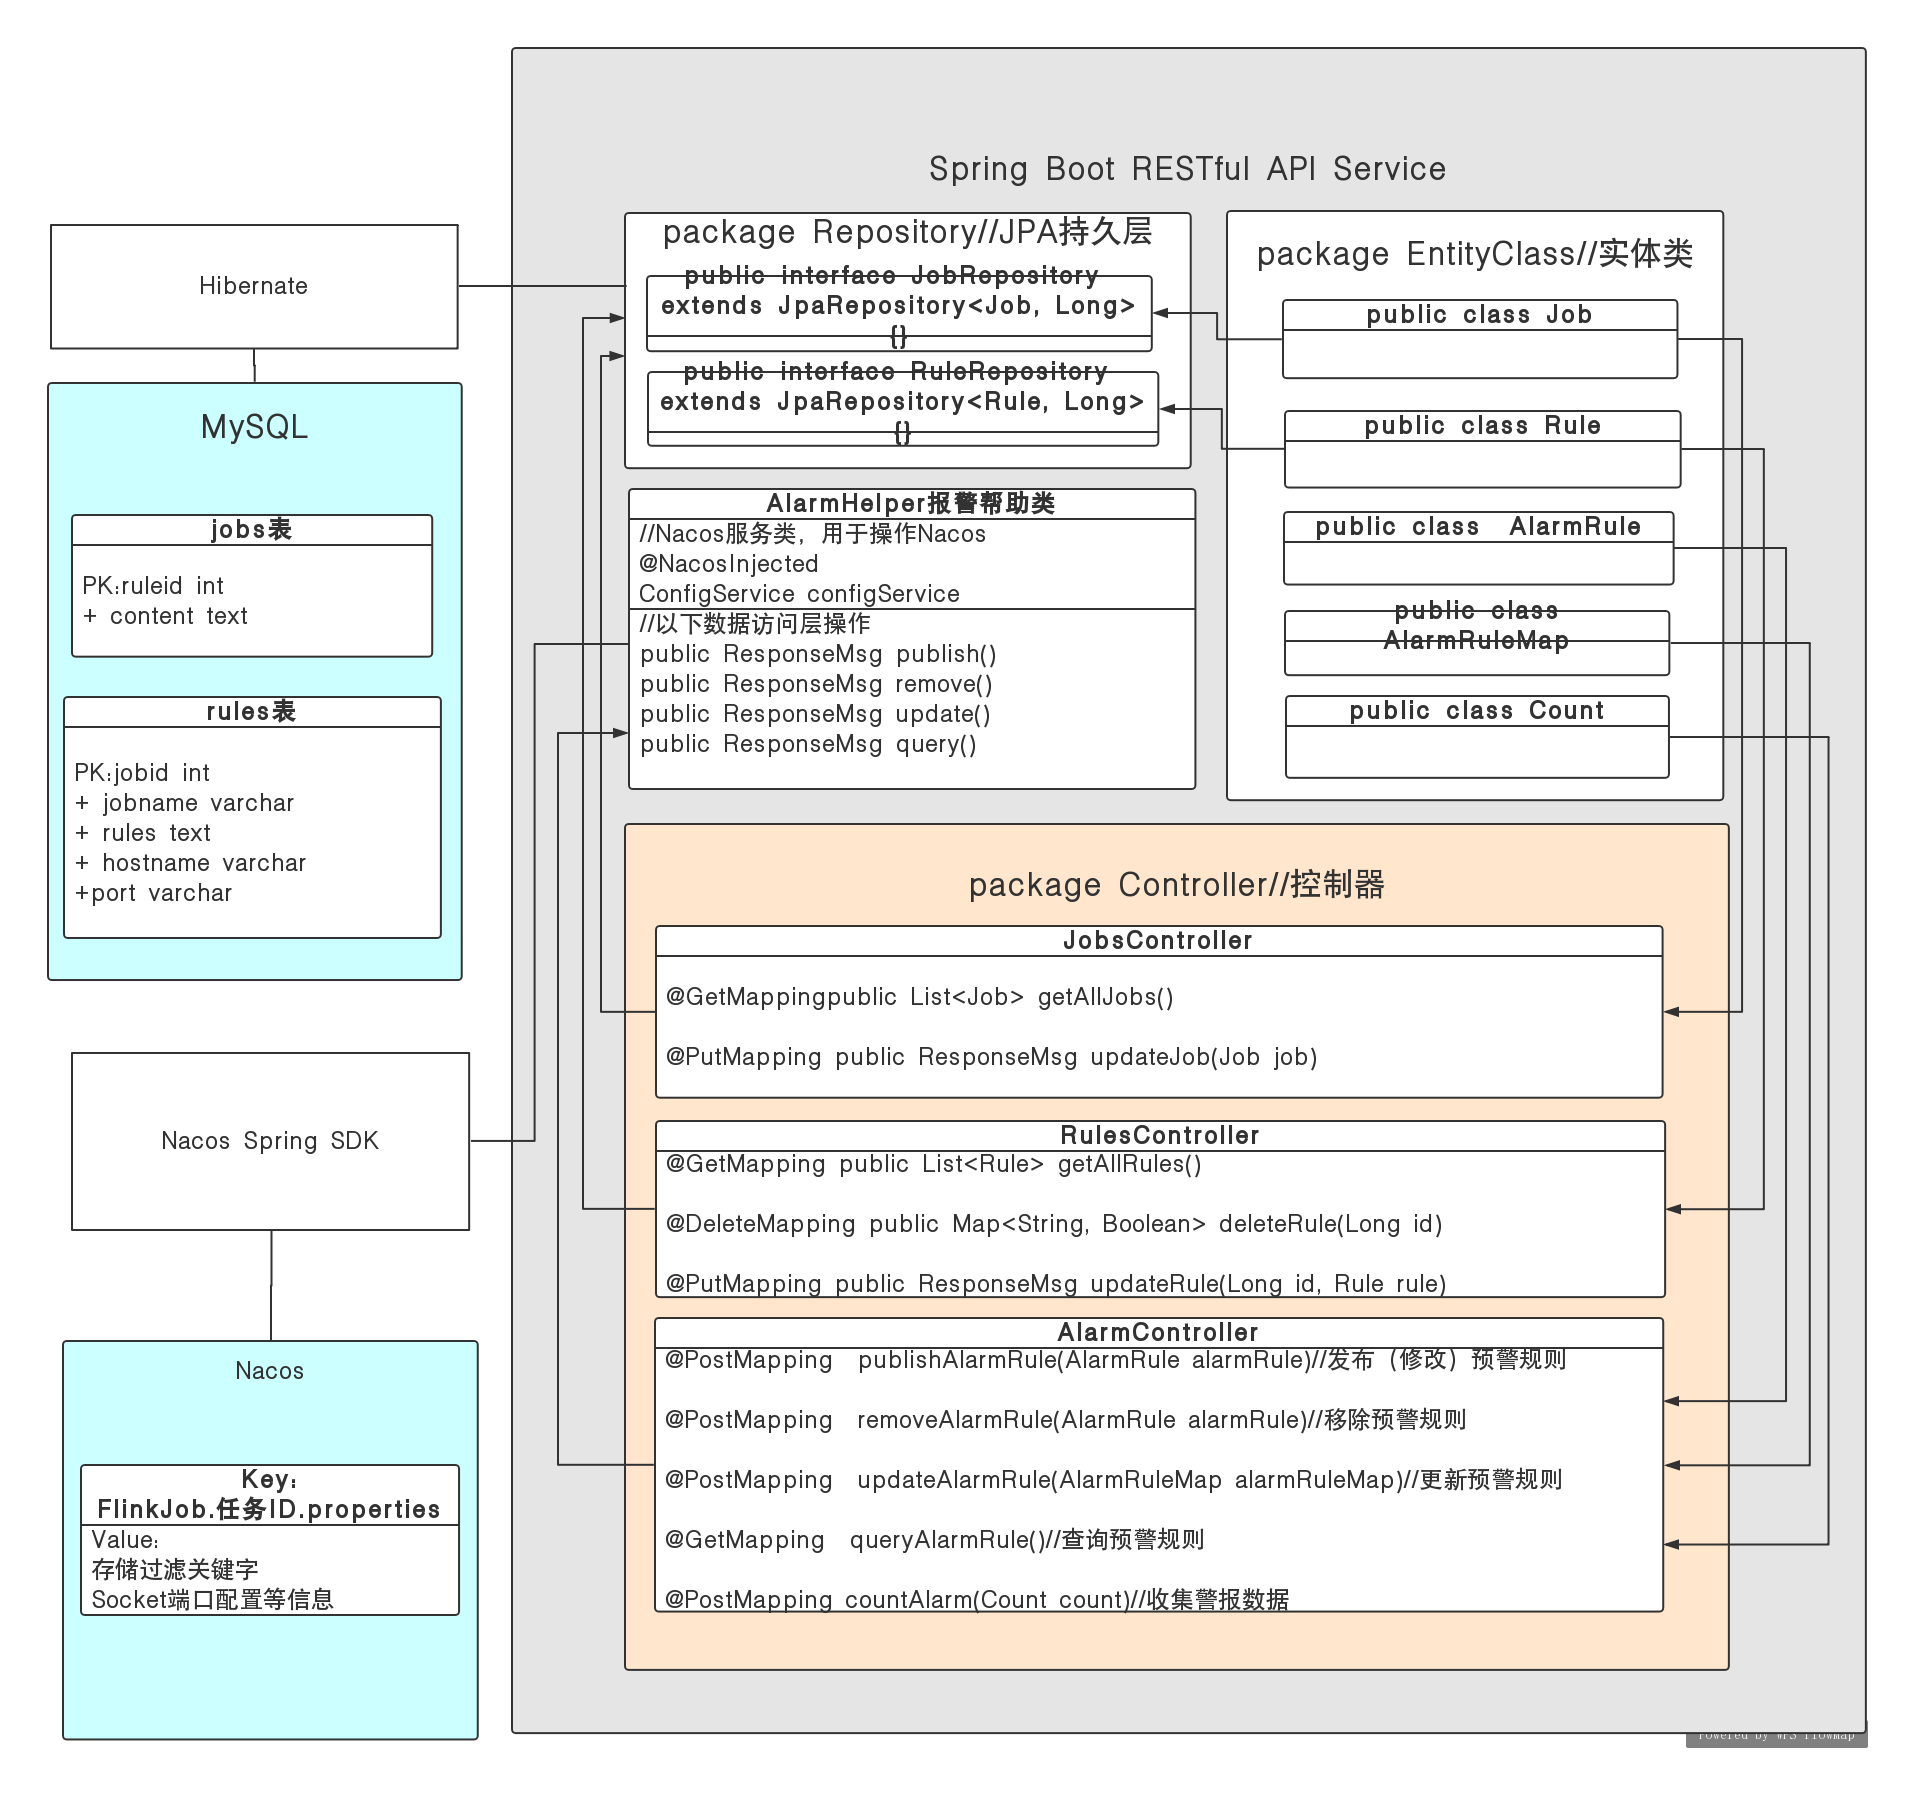 Spring Boot RESTful API Service
Hibernate
MySQL
jobs表
PK:ruleid int
+ content text
rules表
PK:jobid int
+ jobname varchar
+ rules text
+ hostname varchar
+port varchar
Nacos Spring SDK
Nacos
Key:
FlinkJob.任务ID.properties
Value:
存储过滤关键字
Socket端口配置等信息
package Repository//JPA持久层
public interface JobRepository
extends JpaRepository<Job, Long>
{}
public interface RuleRepository
extends JpaRepository<Rule, Long>
{}
AlarmHelper报警帮助类
//Nacos服务类，用于操作Nacos
@NacosInjected
ConfigService configService
//以下数据访问层操作
public ResponseMsg publish()
public ResponseMsg remove()
public ResponseMsg update()
public ResponseMsg query()
package EntityClass//实体类
public class Job
public class Rule
public class AlarmRule
public class
AlarmRuleMap
public class Count
package Controller//控制器
JobsController
@GetMappingpublic List<Job> getAllJobs()
@PutMapping public ResponseMsg updateJob(Job job)
RulesController
@GetMapping public List<Rule> getAllRules()
@DeleteMapping public Map<String, Boolean> deleteRule(Long id)
@PutMapping public ResponseMsg updateRule(Long id, Rule rule)
AlarmController
@PostMapping publishAlarmRule(AlarmRule alarmRule)//发布（修改）预警规则
@PostMapping removeAlarmRule(AlarmRule alarmRule)//移除预警规则
@PostMapping updateAlarmRule(AlarmRuleMap alarmRuleMap)//更新预警规则
@GetMapping queryAlarmRule()//查询预警规则
@PostMapping countAlarm(Count count)//收集警报数据
Powered by WPS Flowmap